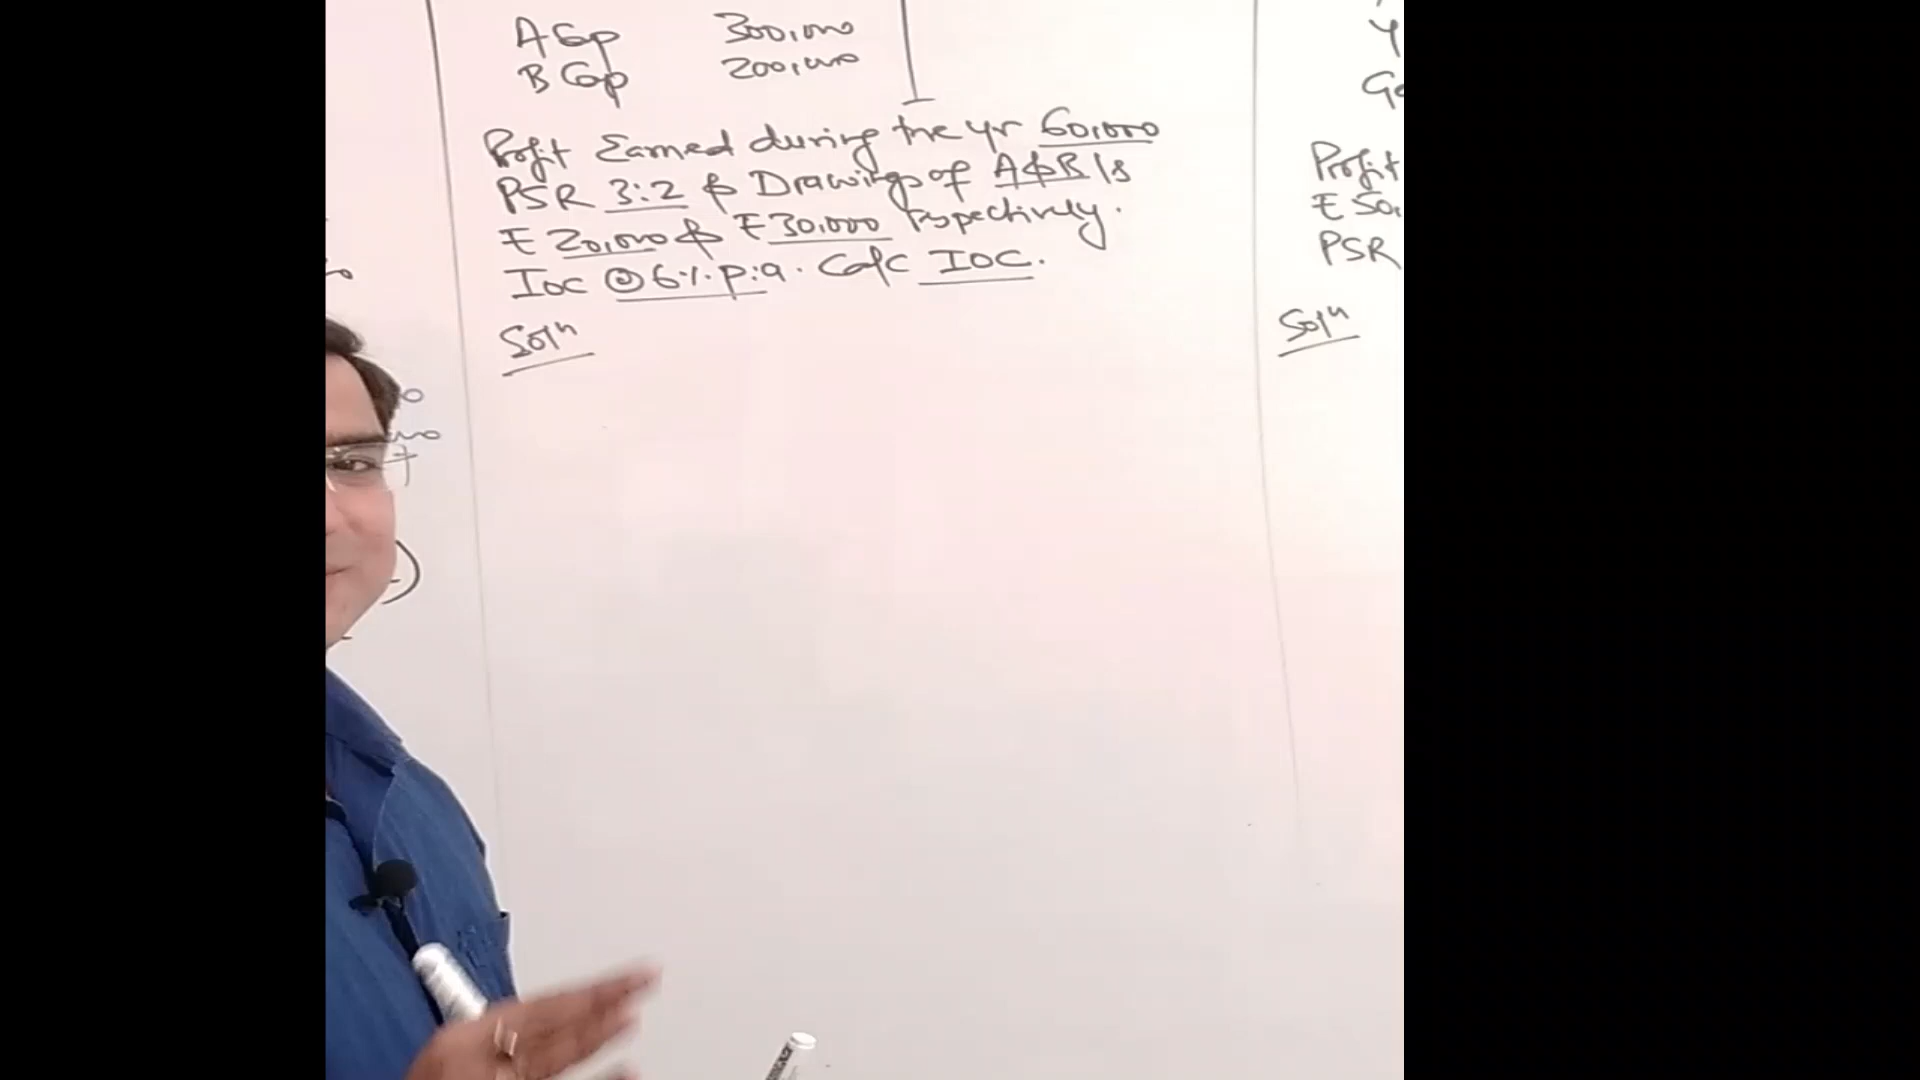 A Cap 300,000
B Cap 200,000
Profit Earned during the yr 60,000
PSR 3:2 & Drawings of A & B is
₹ 20,000 & ₹ 30,000 respectively.
IOC @ 6% p.a. Calc IOC.
Solⁿ
Y
Ge
Profit
₹ 50,
PSR
Solⁿ